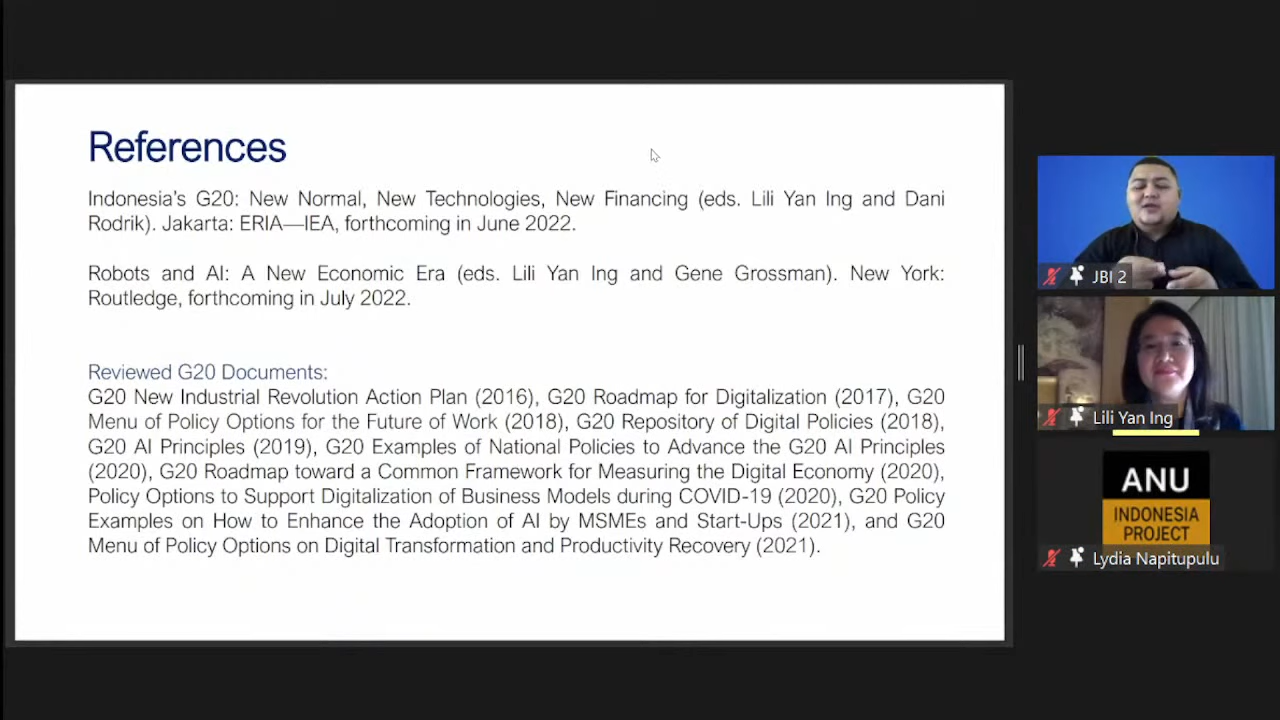 References
Indonesia's G20: New Normal, New Technologies, New Financing (eds. Lili Yan Ing and Dani
Rodrik). Jakarta: ERIA—IEA, forthcoming in June 2022.
Robots and AI: A New Economic Era (eds. Lili Yan Ing and Gene Grossman). New York:
Routledge, forthcoming in July 2022.
Reviewed G20 Documents:
G20 New Industrial Revolution Action Plan (2016), G20 Roadmap for Digitalization (2017), G20
Menu of Policy Options for the Future of Work (2018), G20 Repository of Digital Policies (2018),
G20 AI Principles (2019), G20 Examples of National Policies to Advance the G20 AI Principles
(2020), G20 Roadmap toward a Common Framework for Measuring the Digital Economy (2020),
Policy Options to Support Digitalization of Business Models during COVID-19 (2020), G20 Policy
Examples on How to Enhance the Adoption of AI by MSMEs and Start-Ups (2021), and G20
Menu of Policy Options on Digital Transformation and Productivity Recovery (2021).
JBI 2
Lili Yan Ing
ANU
INDONESIA
PROJECT
Lydia Napitupulu